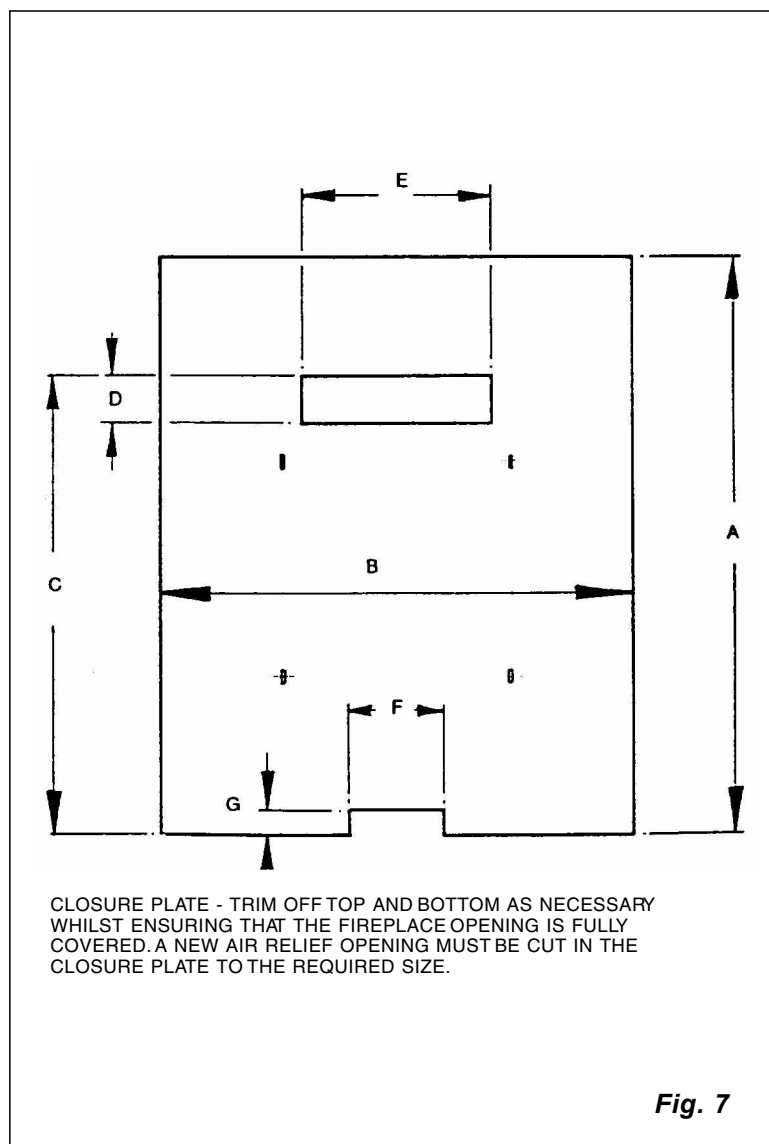 E
D
A
B
C
F
G
CLOSURE PLATE - TRIM OFF TOP AND BOTTOM AS NECESSARY
WHILST ENSURING THAT THE FIREPLACE OPENING IS FULLY
COVERED. A NEW AIR RELIEF OPENING MUST BE CUT IN THE
CLOSURE PLATE TO THE REQUIRED SIZE.
Fig. 7